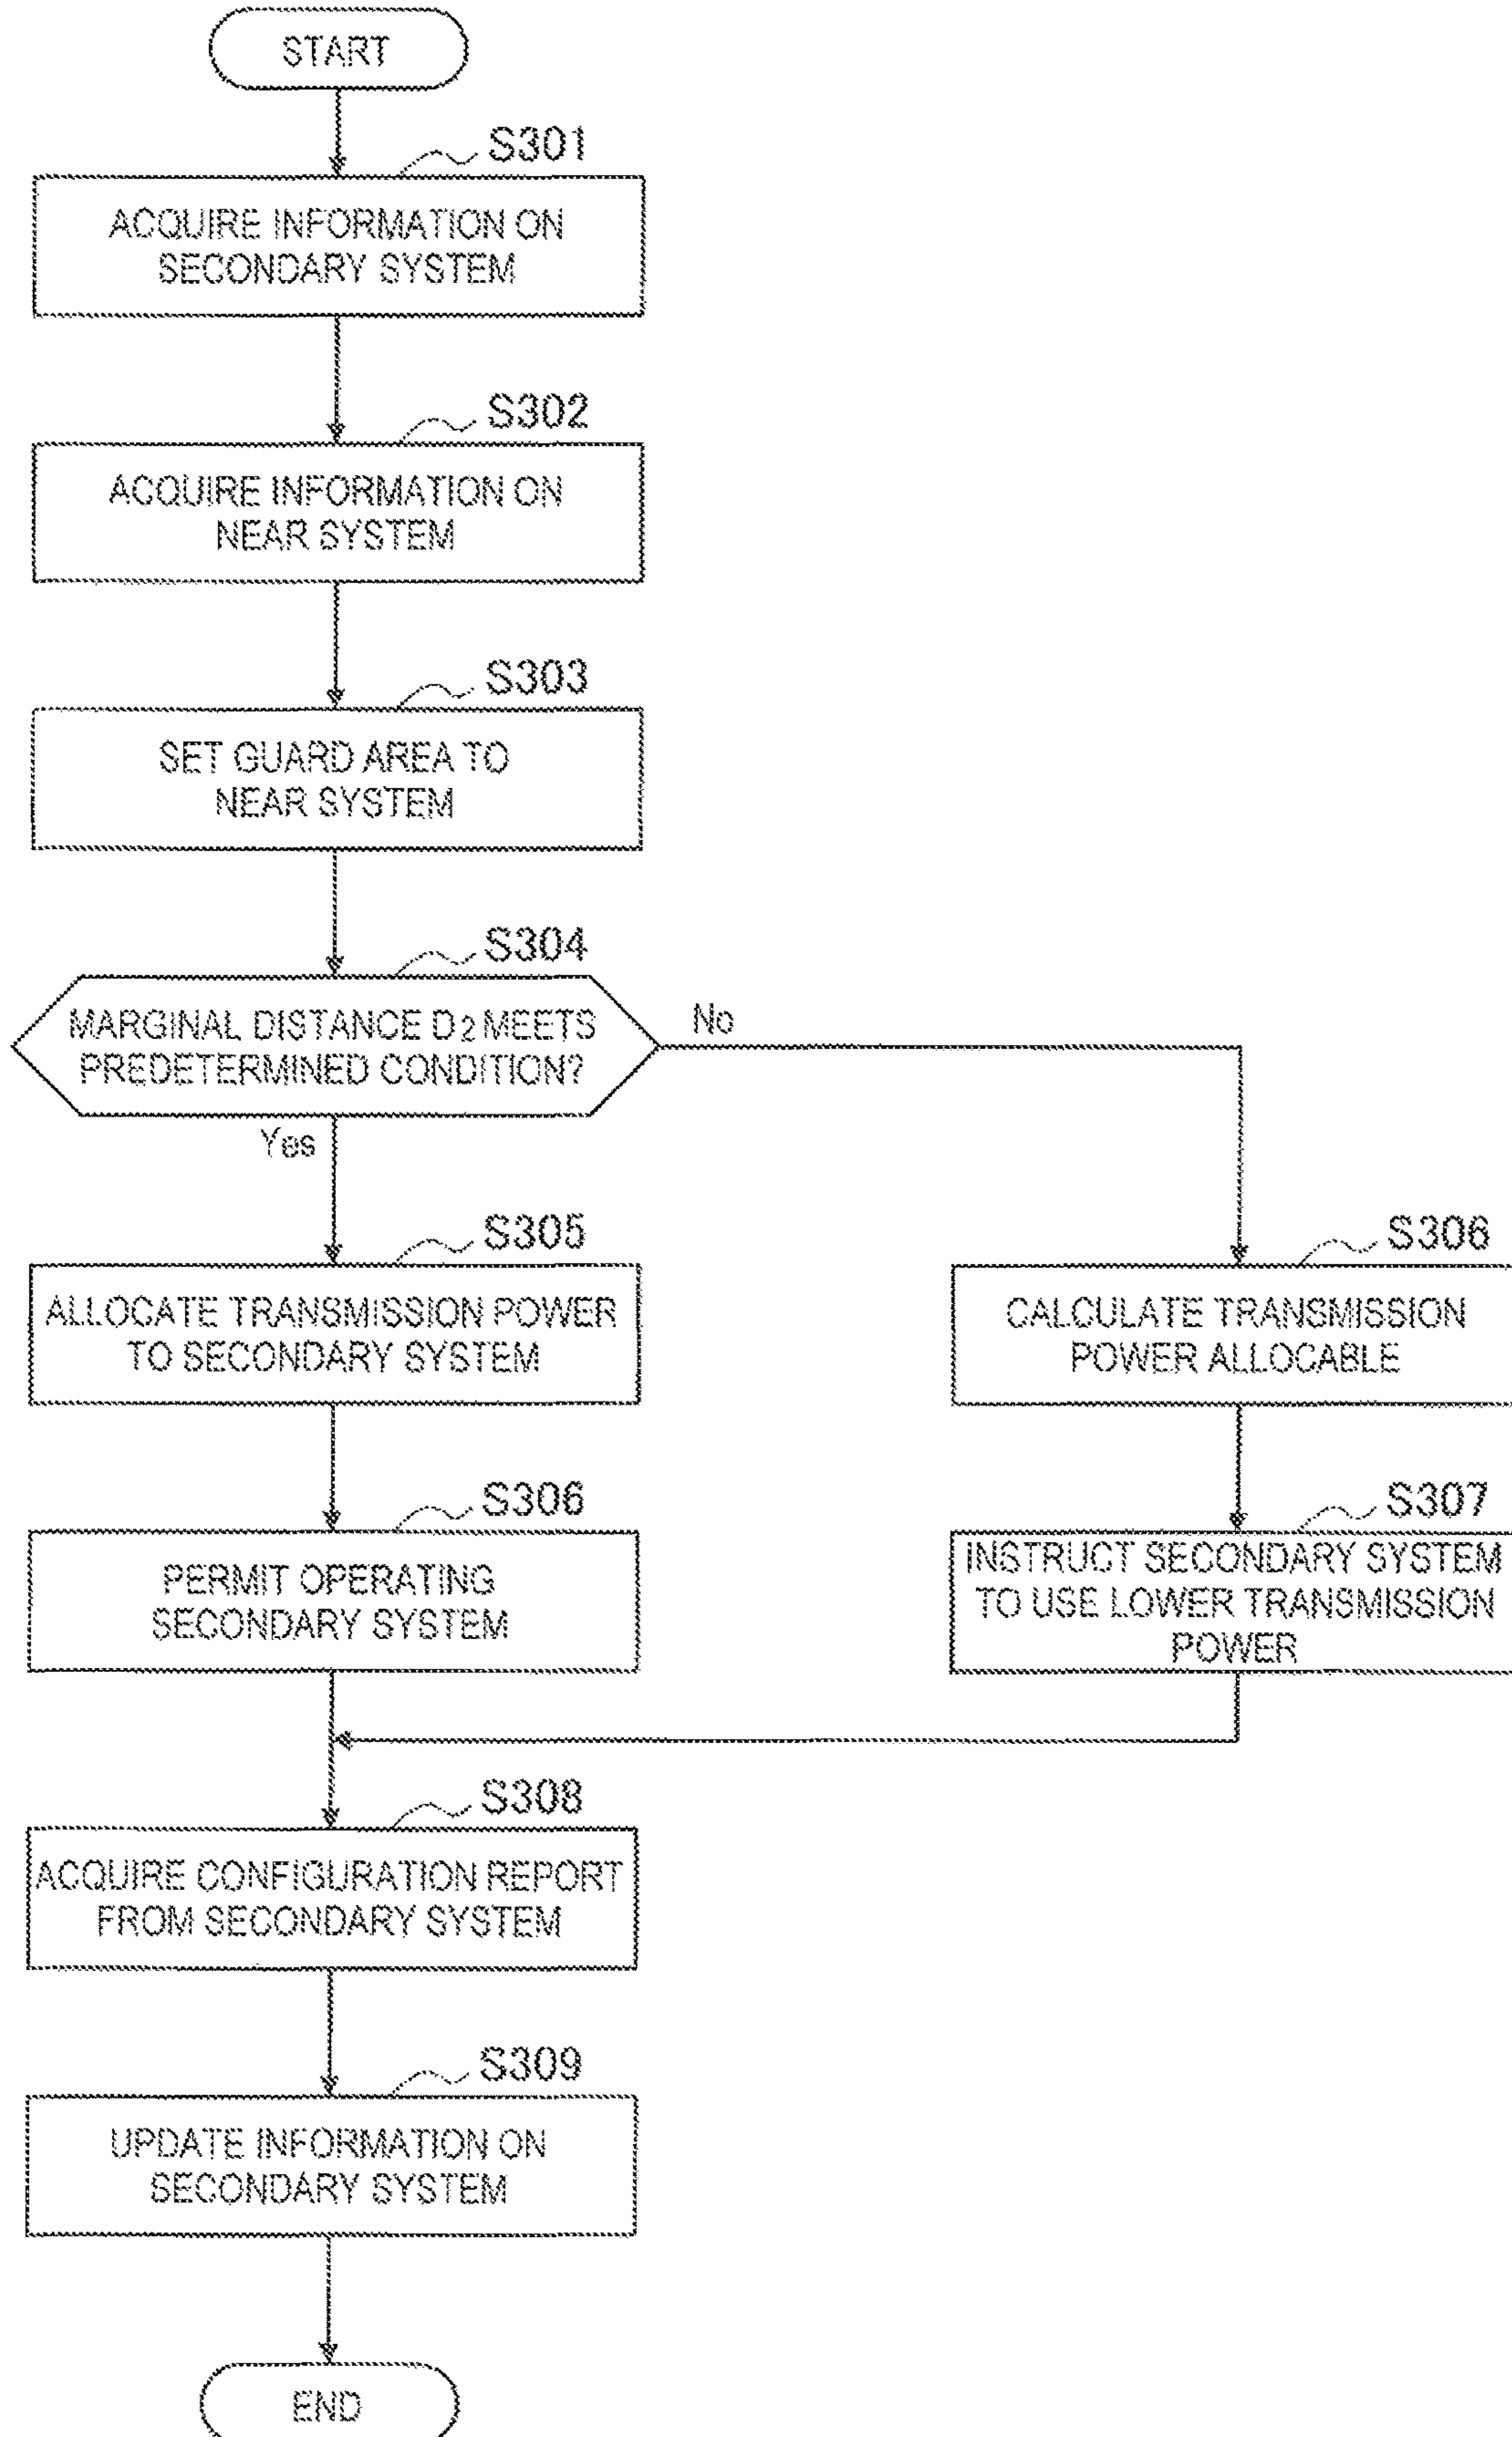 START
S301
ACQUIRE INFORMATION ON
SECONDARY SYSTEM
S302
ACQUIRE INFORMATION ON
NEAR SYSTEM
S303
SET GUARD AREA TO
NEAR SYSTEM
S304
MARGINAL DISTANCE D2 MEETS
PREDETERMINED CONDITION?
No
Yes
S305
ALLOCATE TRANSMISSION POWER
TO SECONDARY SYSTEM
S306
CALCULATE TRANSMISSION
POWER ALLOCABLE
S306
PERMIT OPERATING
SECONDARY SYSTEM
S307
INSTRUCT SECONDARY SYSTEM
TO USE LOWER TRANSMISSION
POWER
S308
ACQUIRE CONFIGURATION REPORT
FROM SECONDARY SYSTEM
S309
UPDATE INFORMATION ON
SECONDARY SYSTEM
END